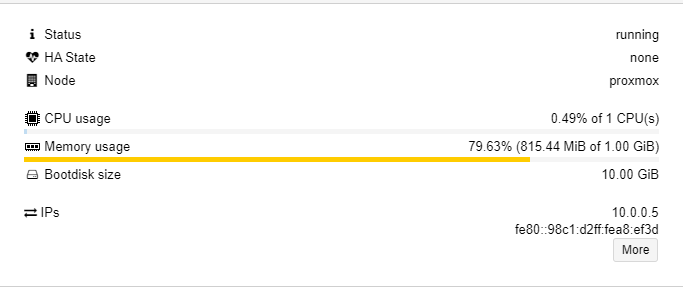 Status running
HA State none
Node proxmox
CPU usage 0.49% of 1 CPU(s)
Memory usage 79.63% (815.44 MiB of 1.00 GiB)
Bootdisk size 10.00 GiB
IPs 10.0.0.5
fe80::98c1:d2ff:fea8:ef3d
More